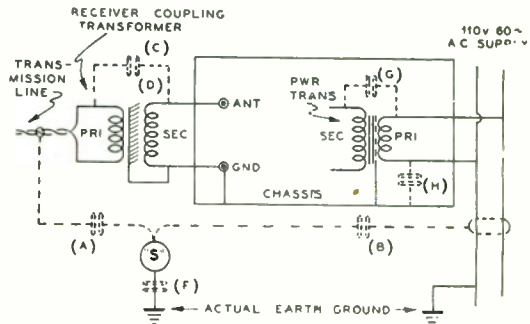 RECEIVER COUPLING
TRANSFORMER
110V 60~
A C SUPPLY
(C)
TRANS-
MISSION
LINE
(D)
(G)
PWR
TRANS
ANT
PRI
SEC
SEC
PRI
GND
(H)
CHASSIS
(A)
(B)
"S"
(F)
ACTUAL EARTH GROUND